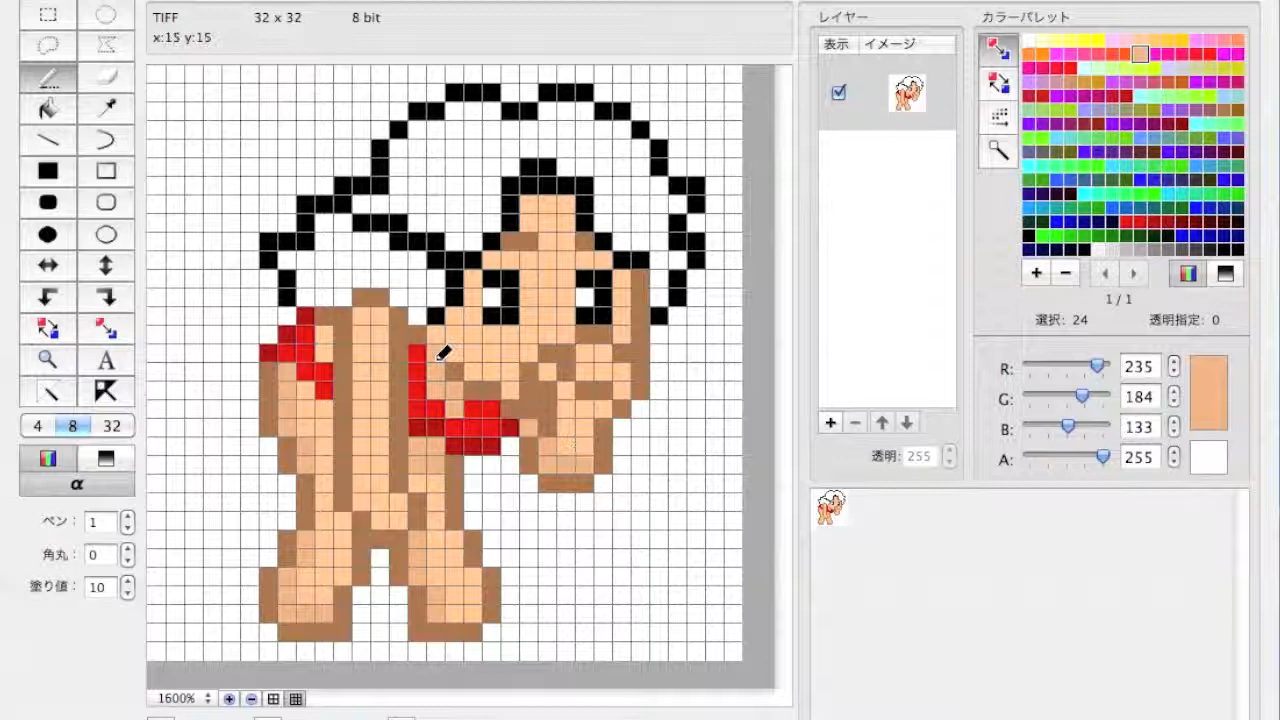 TIFF 32 x 32 8 bit
x:15 y:15
レイヤー
表示 イメージ
カラーパレット
A
4 8 32
α
ペン： 1
角丸： 0
塗り値： 10
1600%
透明： 255
1 / 1
選択： 24 透明指定： 0
R: 235
G: 184
B: 133
A: 255